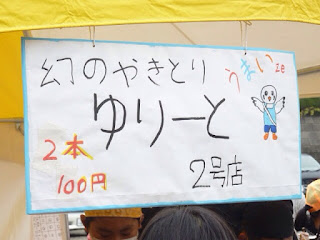 幻のやきとり
うまいze
ゆりーと
2本
100円
2号店